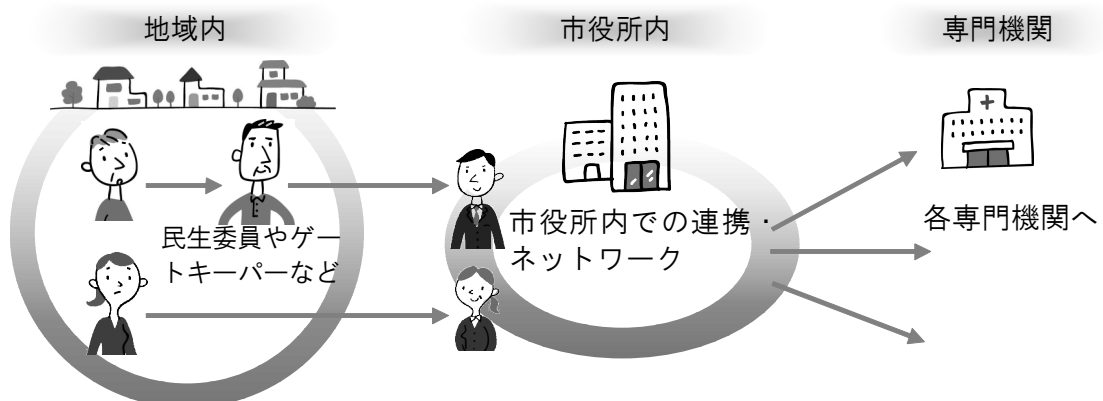 地域内
市役所内
専門機関
民生委員やゲー
トキーパーなど
市役所内での連携・
ネットワーク
各専門機関へ